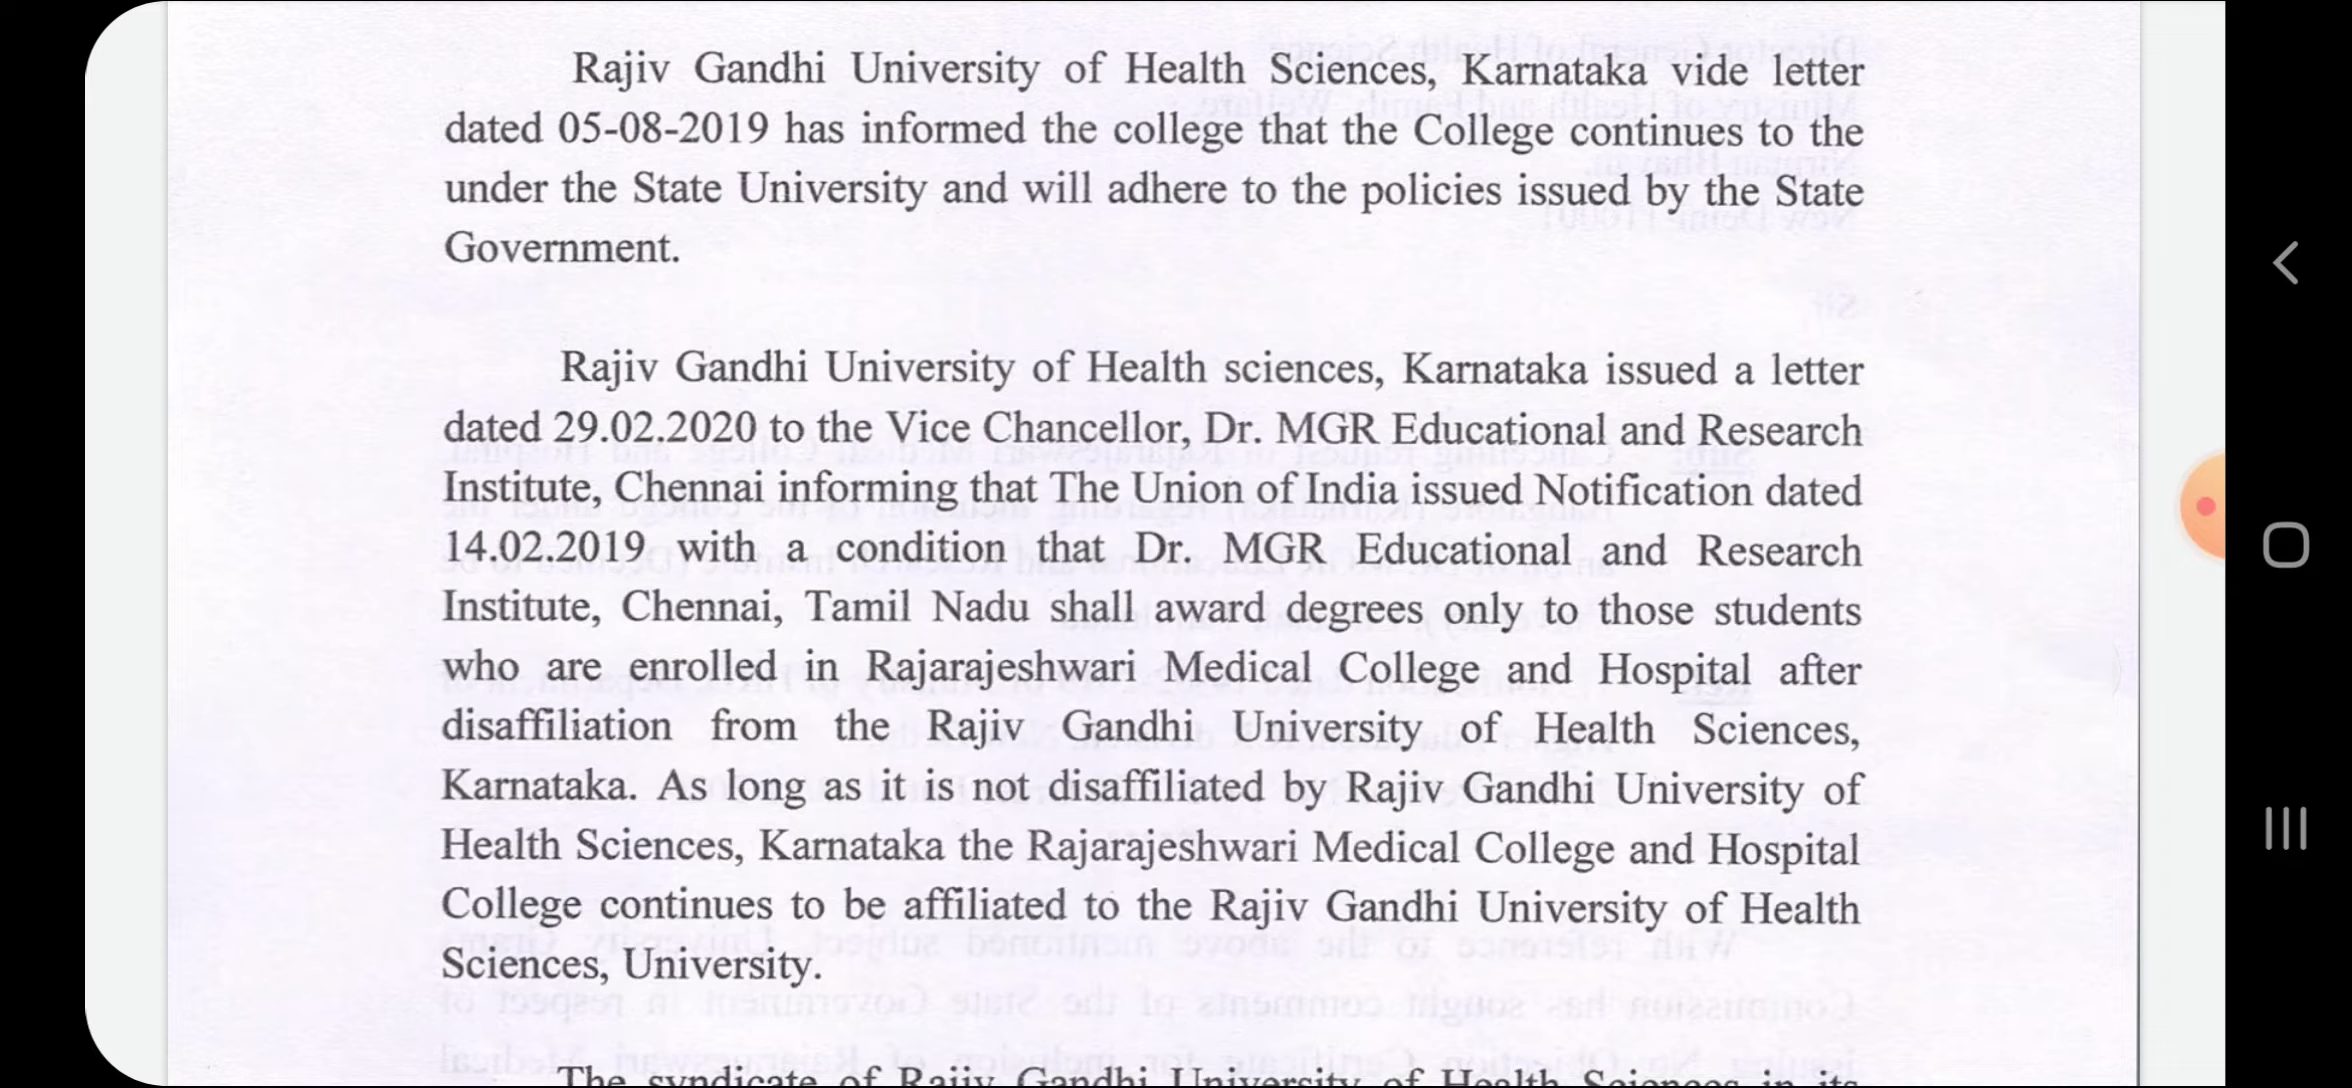 Rajiv Gandhi University of Health Sciences, Karnataka vide letter
dated 05-08-2019 has informed the college that the College continues to the
under the State University and will adhere to the policies issued by the State
Government.
Rajiv Gandhi University of Health sciences, Karnataka issued a letter
dated 29.02.2020 to the Vice Chancellor, Dr. MGR Educational and Research
Institute, Chennai informing that The Union of India issued Notification dated
14.02.2019 with a condition that Dr. MGR Educational and Research
Institute, Chennai, Tamil Nadu shall award degrees only to those students
who are enrolled in Rajarajeshwari Medical College and Hospital after
disaffiliation from the Rajiv Gandhi University of Health Sciences,
Karnataka. As long as it is not disaffiliated by Rajiv Gandhi University of
Health Sciences, Karnataka the Rajarajeshwari Medical College and Hospital
College continues to be affiliated to the Rajiv Gandhi University of Health
Sciences, University.
The syndicate of Rajiv Gandhi University of Health Sciences in its